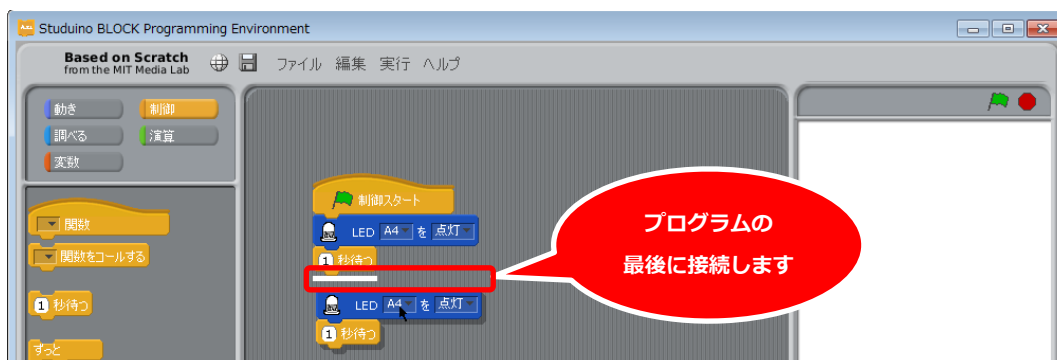 Studuino BLOCK Programming Environment
Based on Scratch
from the MIT Media Lab
ファイル 編集 実行 ヘルプ
動き 制御
調べる 演算
変数
関数
関数をコールする
1 秒待つ
ずっと
制御スタート
LED A4 を 点灯
1 秒待つ
LED A4 を 点灯
1 秒待つ
プログラムの
最後に接続します